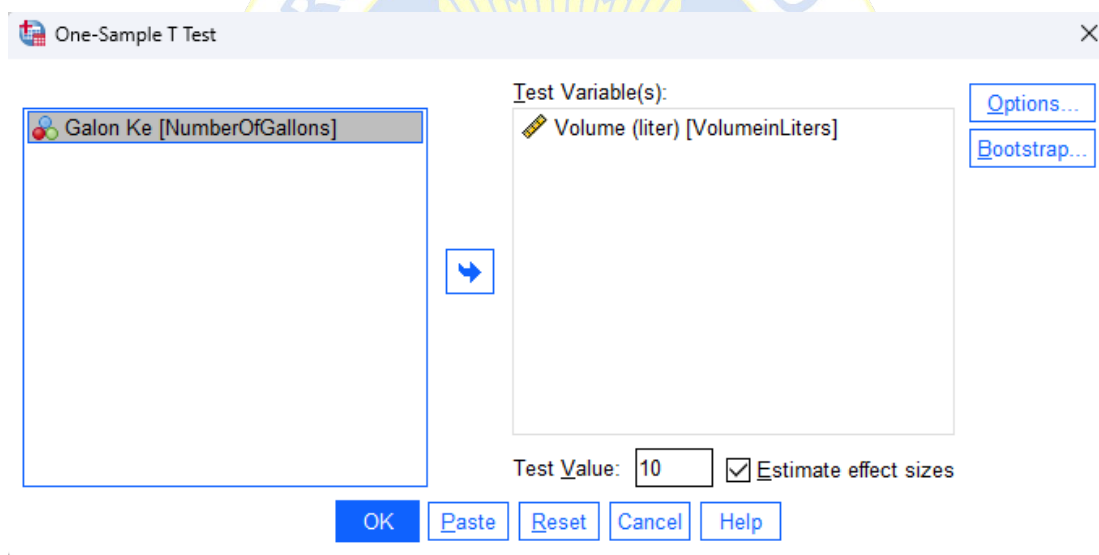 One-Sample T Test
Test Variable(s):
Galon Ke [NumberOfGallons]
Volume (liter) [VolumeinLiters]
Options...
Bootstrap...
Test Value: 10
Estimate effect sizes
OK
Paste
Reset
Cancel
Help